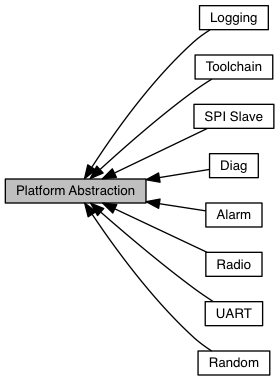 Logging
Toolchain
SPI Slave
Diag
Platform Abstraction
Alarm
Radio
UART
Random